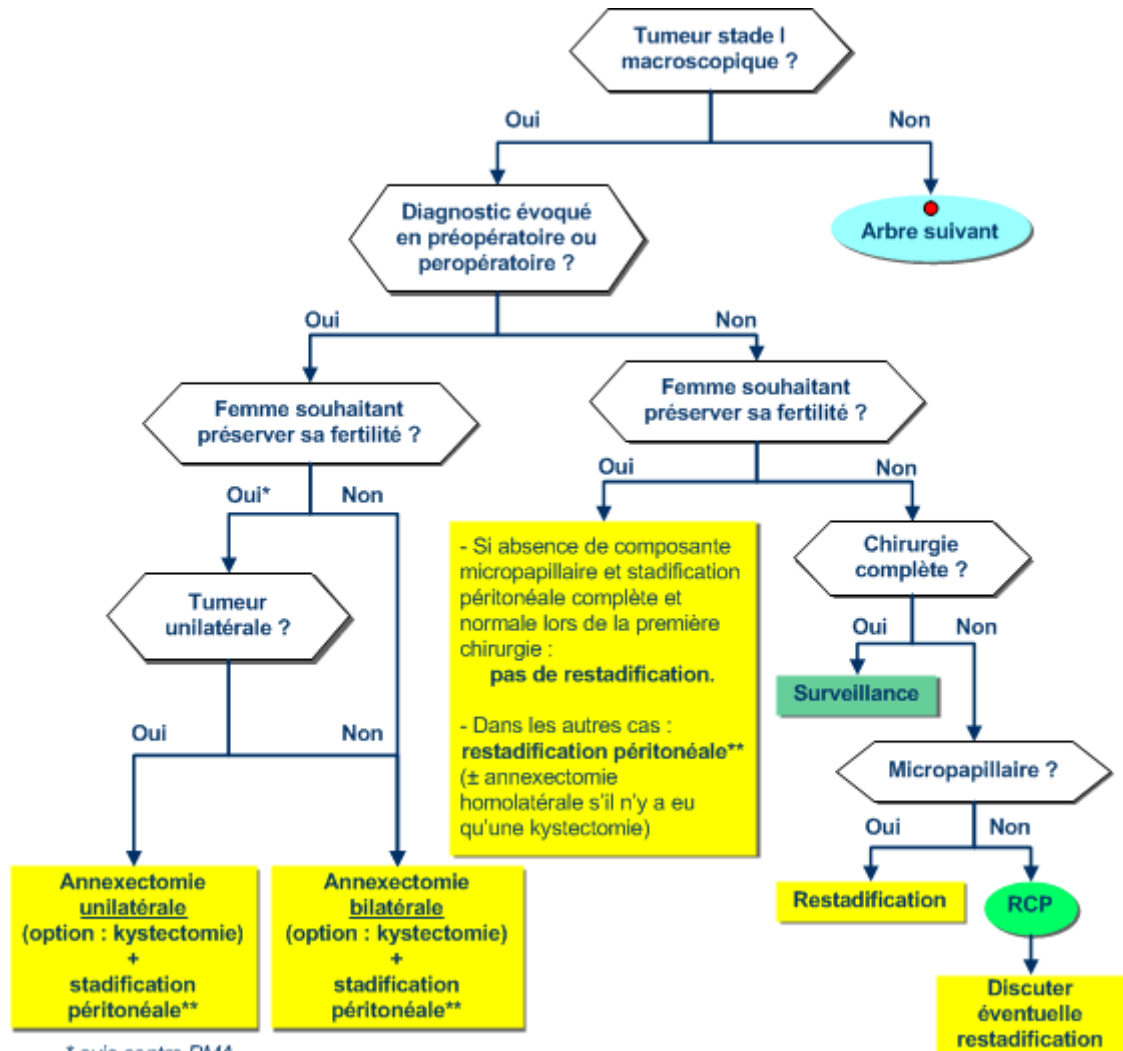 Tumeur stade I
macroscopique ?
Oui
Non
Diagnostic évoqué
en préopératoire ou
peropératoire ?
Arbre suivant
Oui
Non
Femme souhaitant
préserver sa fertilité ?
Femme souhaitant
préserver sa fertilité ?
Oui*
Non
Oui
Non
Tumeur
unilatérale ?
- Si absence de composante
micropapillaire et stadification
péritonéale complète et
normale lors de la première
chirurgie :
pas de restadification.
- Dans les autres cas :
restadification péritonéale**
(± annexectomie
homolatérale s'il n'y a eu
qu'une kystectomie)
Chirurgie
complète ?
Oui
Non
Surveillance
Oui
Non
Micropapillaire ?
Oui
Non
Annexectomie
unilatérale
(option : kystectomie)
+
stadification
péritonéale**
Annexectomie
bilatérale
(option : kystectomie)
+
stadification
péritonéale**
Restadification
RCP
Discuter
éventuelle
restadification